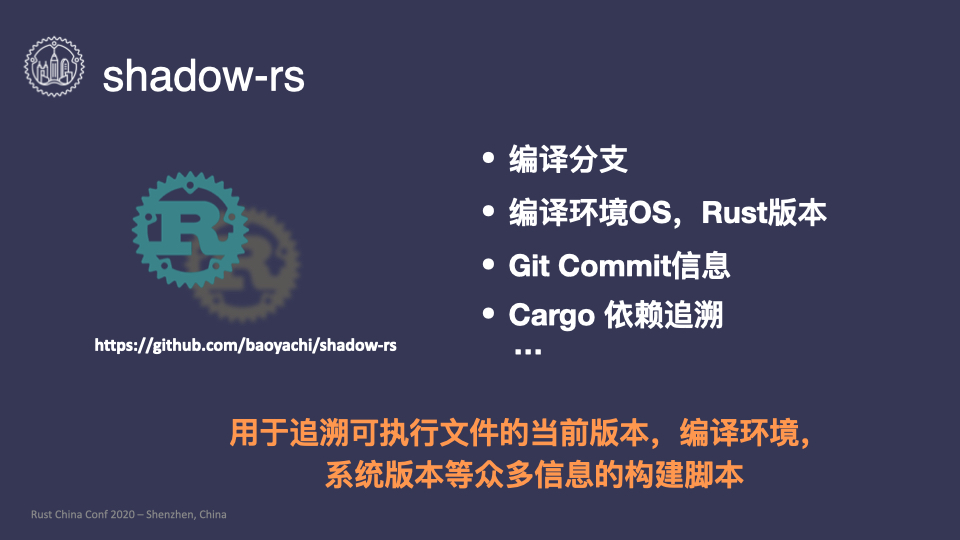 shadow-rs
R
R
https://github.com/baoyachi/shadow-rs
• 编译分支
• 编译环境OS，Rust版本
• Git Commit信息
• Cargo 依赖追溯
...
用于追溯可执行文件的当前版本，编译环境，
系统版本等众多信息的构建脚本
Rust China Conf 2020 – Shenzhen, China